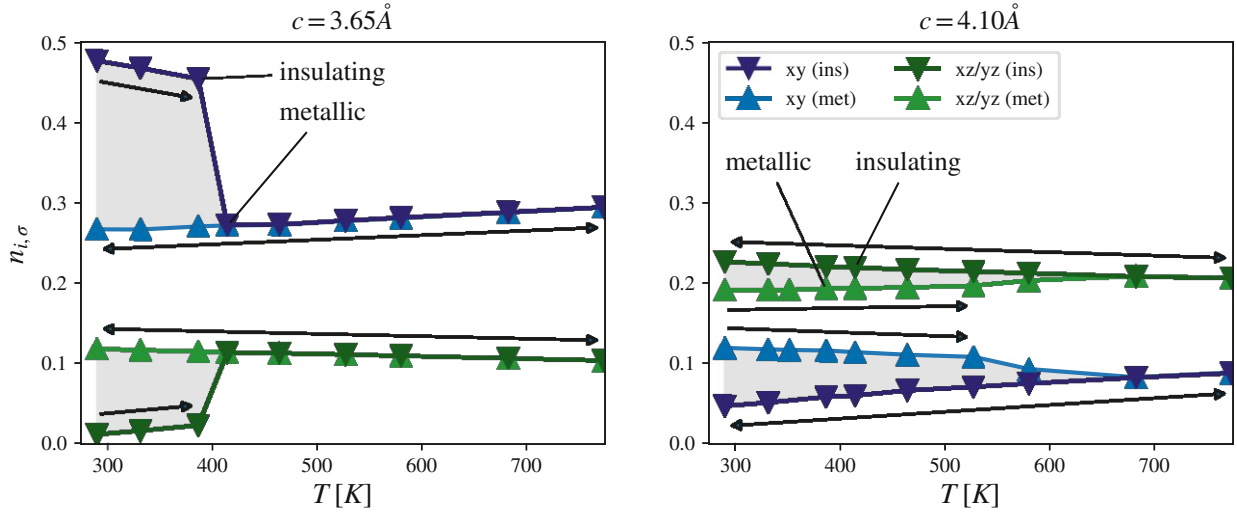 c = 3.65Å
c = 4.10Å
0.5
0.4
0.3
0.2
0.1
0.0
n_{i,σ}
insulating
metallic
300
400
500
600
700
T [K]
0.5
0.4
0.3
0.2
0.1
0.0
xy (ins)
xz/yz (ins)
xy (met)
xz/yz (met)
metallic
insulating
300
400
500
600
700
T [K]